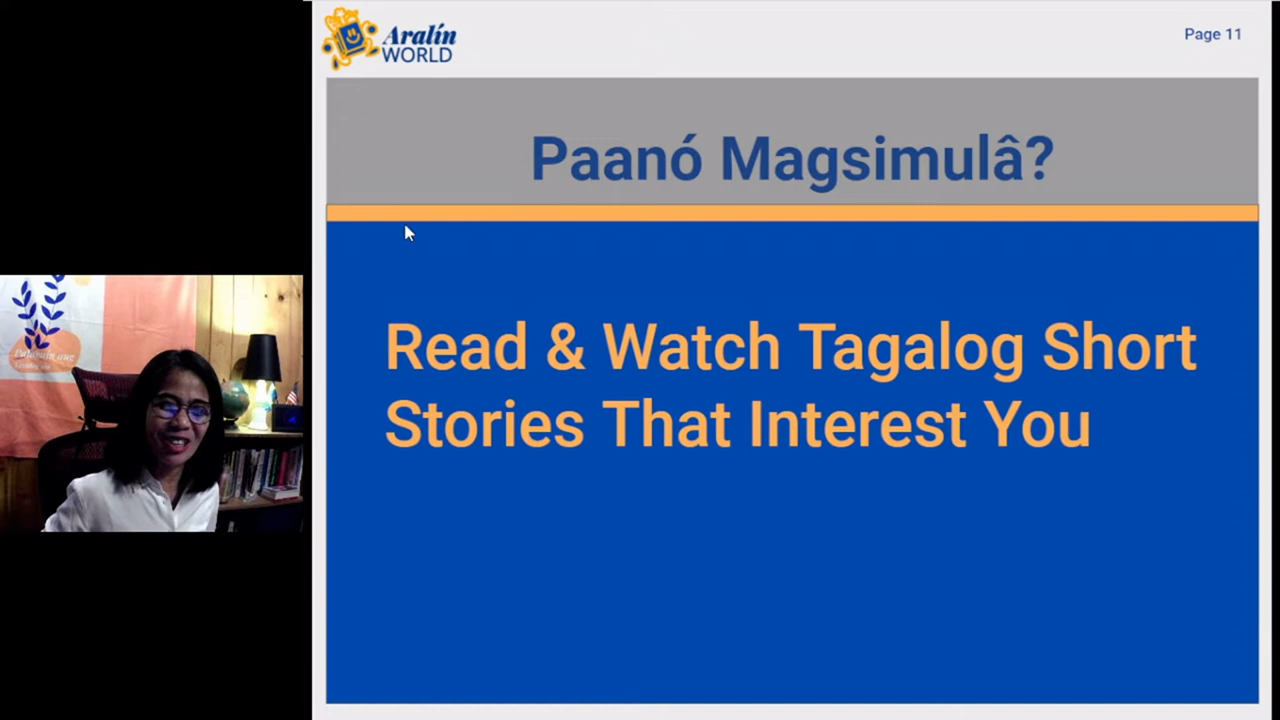 Aralín
WORLD
Page 11
Paanó Magsimulâ?
Read & Watch Tagalog Short
Stories That Interest You